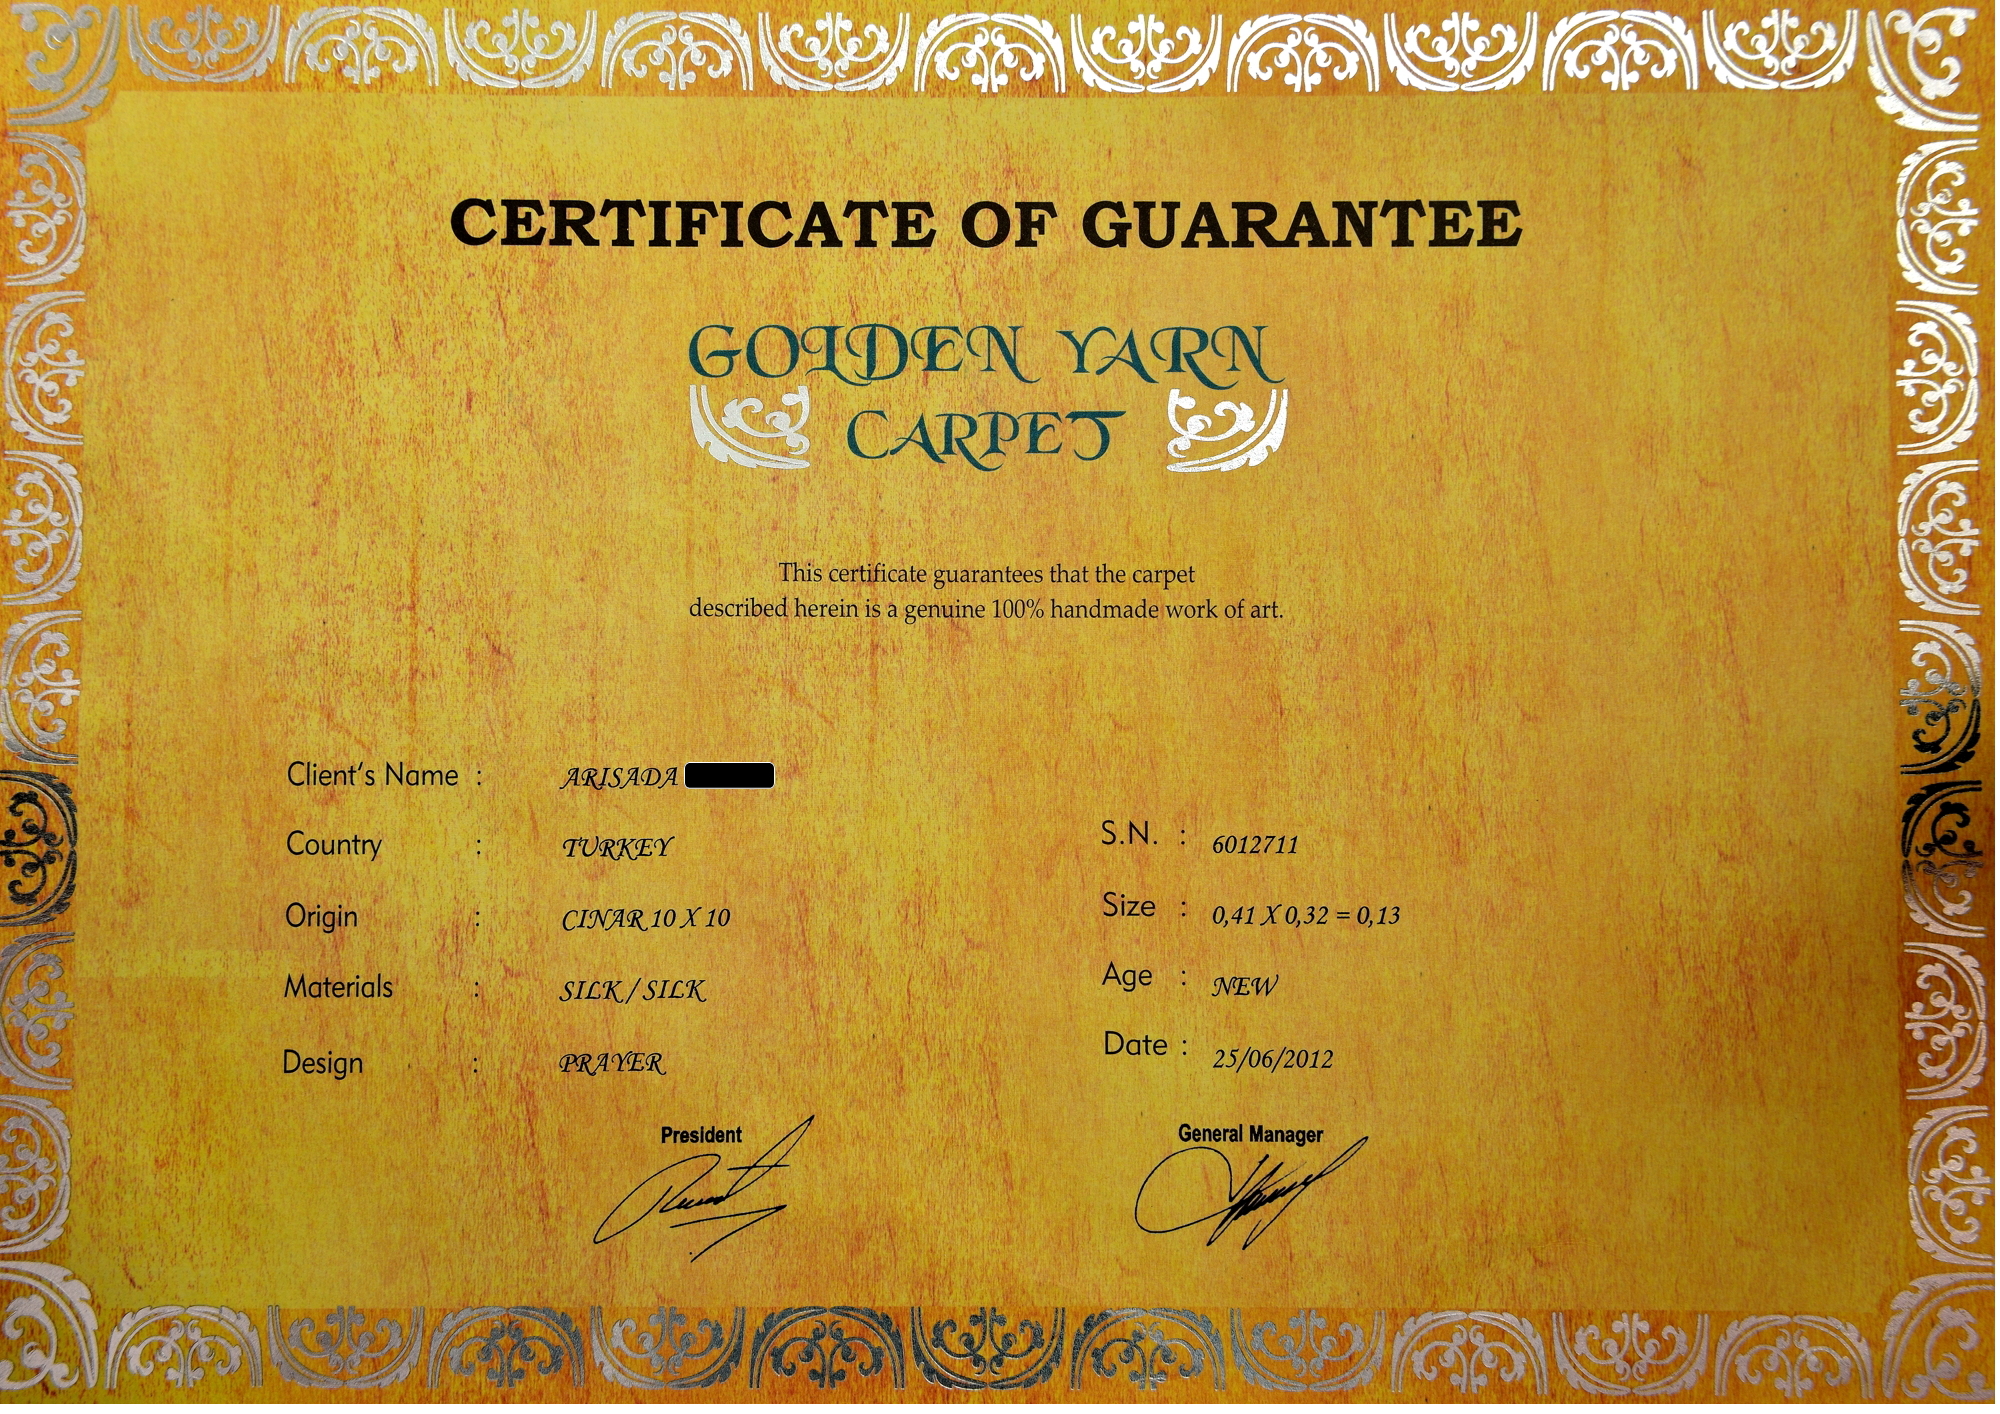 CERTIFICATE OF GUARANTEE
GOLDEN YARN
CARPET
This certificate guarantees that the carpet
described herein is a genuine 100% handmade work of art.
Client's Name : ARISADA
Country : TURKEY
Origin : CINAR 10 X 10
Materials : SILK / SILK
Design : PRAYER
S.N. : 6012711
Size : 0,41 X 0,32 = 0,13
Age : NEW
Date : 25/06/2012
President
General Manager